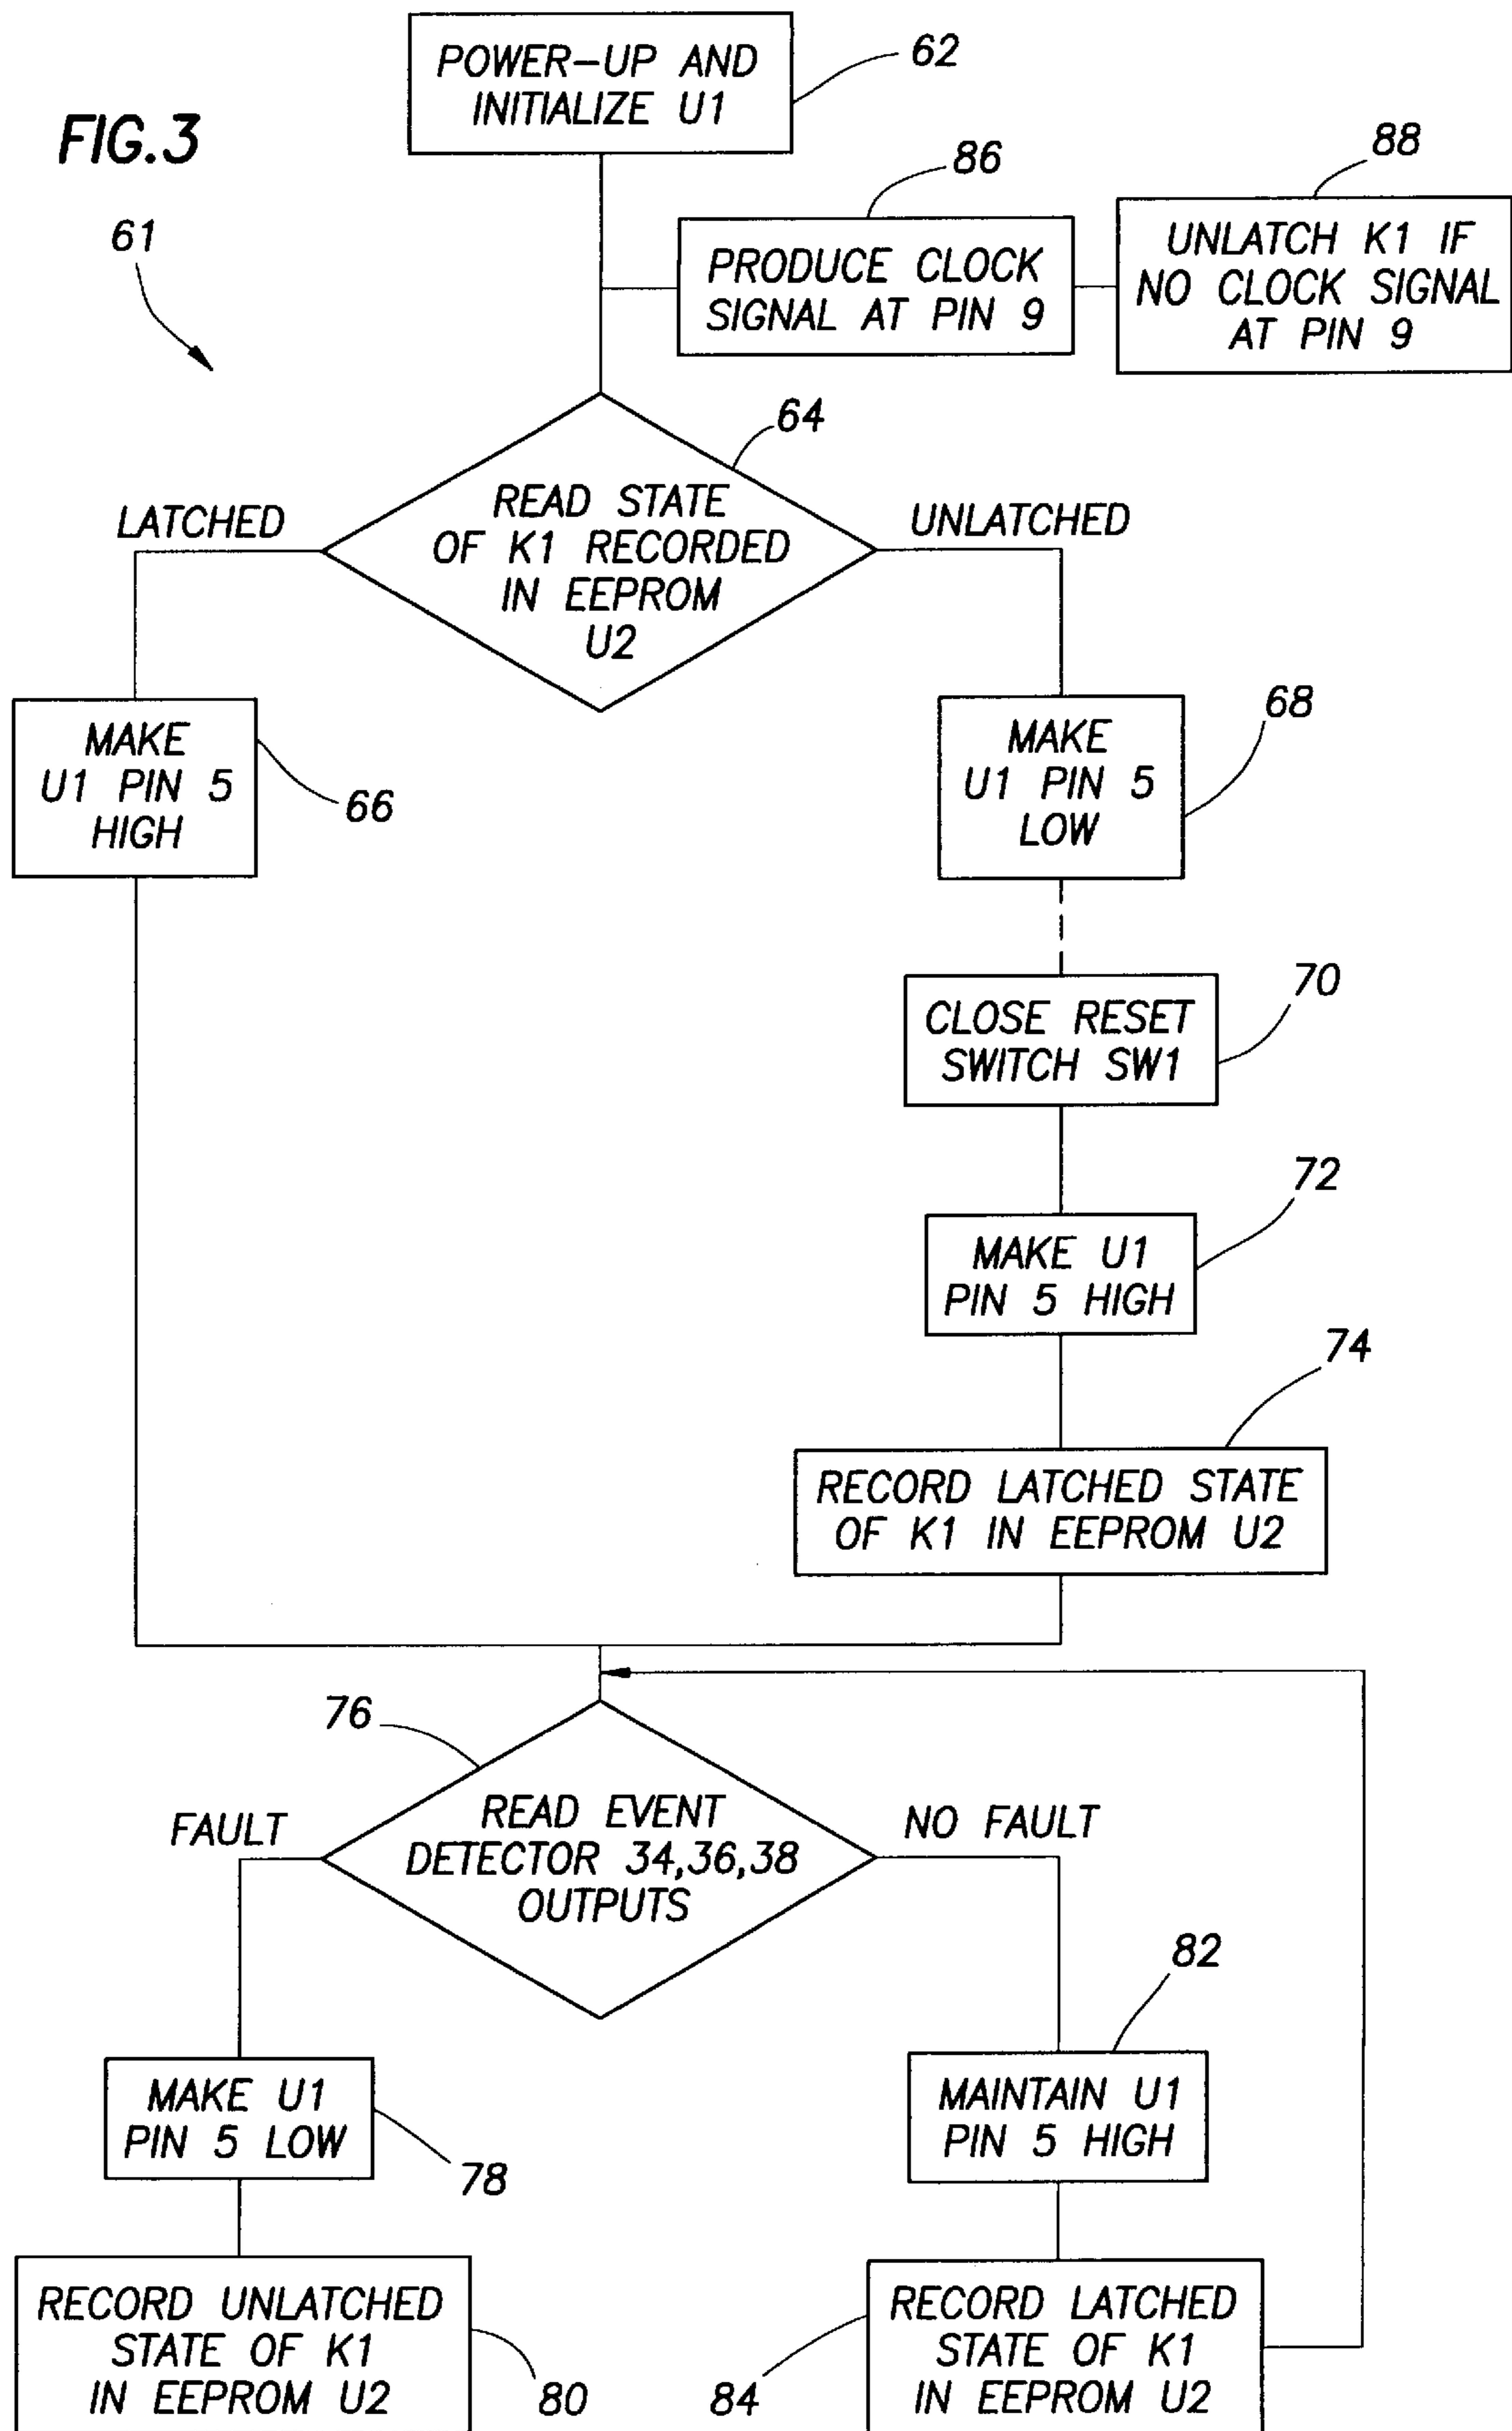 POWER-UP AND
INITIALIZE U1
62
FIG.3
86
88
61
PRODUCE CLOCK
SIGNAL AT PIN 9
UNLATCH K1 IF
NO CLOCK SIGNAL
AT PIN 9
64
LATCHED
READ STATE
OF K1 RECORDED
IN EEPROM
U2
UNLATCHED
MAKE
U1 PIN 5
HIGH
66
MAKE
U1 PIN 5
LOW
68
CLOSE RESET
SWITCH SW1
70
MAKE U1
PIN 5 HIGH
72
RECORD LATCHED STATE
OF K1 IN EEPROM U2
74
76
FAULT
READ EVENT
DETECTOR 34,36,38
OUTPUTS
NO FAULT
MAKE U1
PIN 5 LOW
78
MAINTAIN U1
PIN 5 HIGH
82
RECORD UNLATCHED
STATE OF K1
IN EEPROM U2
80
RECORD LATCHED
STATE OF K1
IN EEPROM U2
84